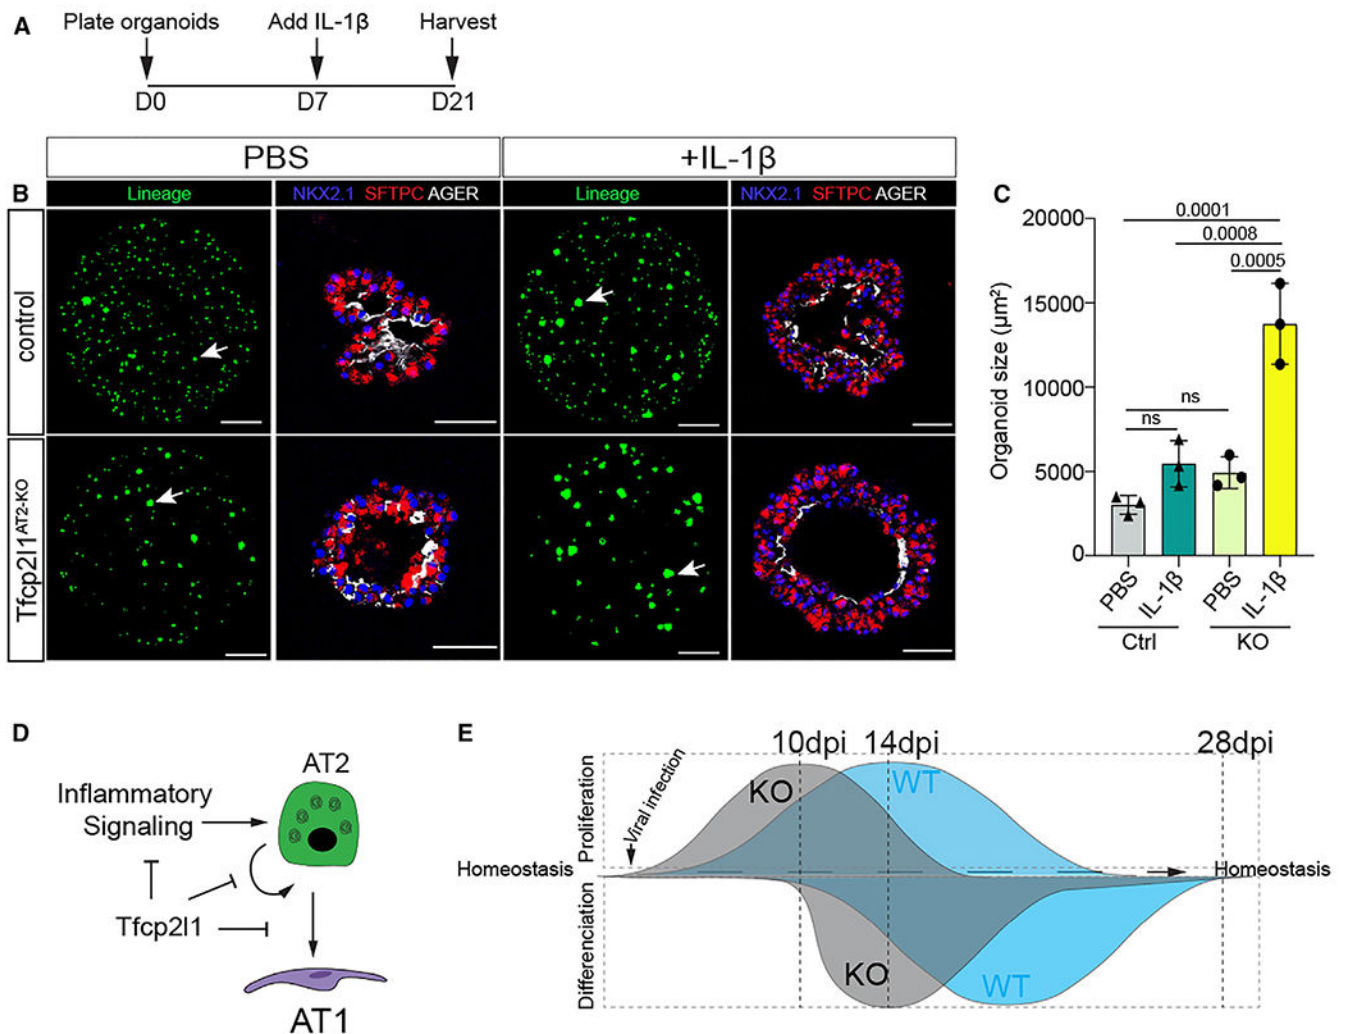 A
Plate organoids Add IL-1β Harvest
D0 D7 D21
PBS +IL-1β
B
Lineage NKX2.1 SFTPC AGER Lineage NKX2.1 SFTPC AGER
control
Tfcp2l1AT2-KO
C
Organoid size (µm²)
20000
15000
10000
5000
0
0.0001
0.0008
0.0005
ns
ns
PBS IL-1β PBS IL-1β
Ctrl KO
D
Inflammatory
Signaling
AT2
Tfcp2l1
AT1
E
10dpi 14dpi 28dpi
Viral infection
Proliferation
Differenciation
Homeostasis Homeostasis
KO WT
KO WT